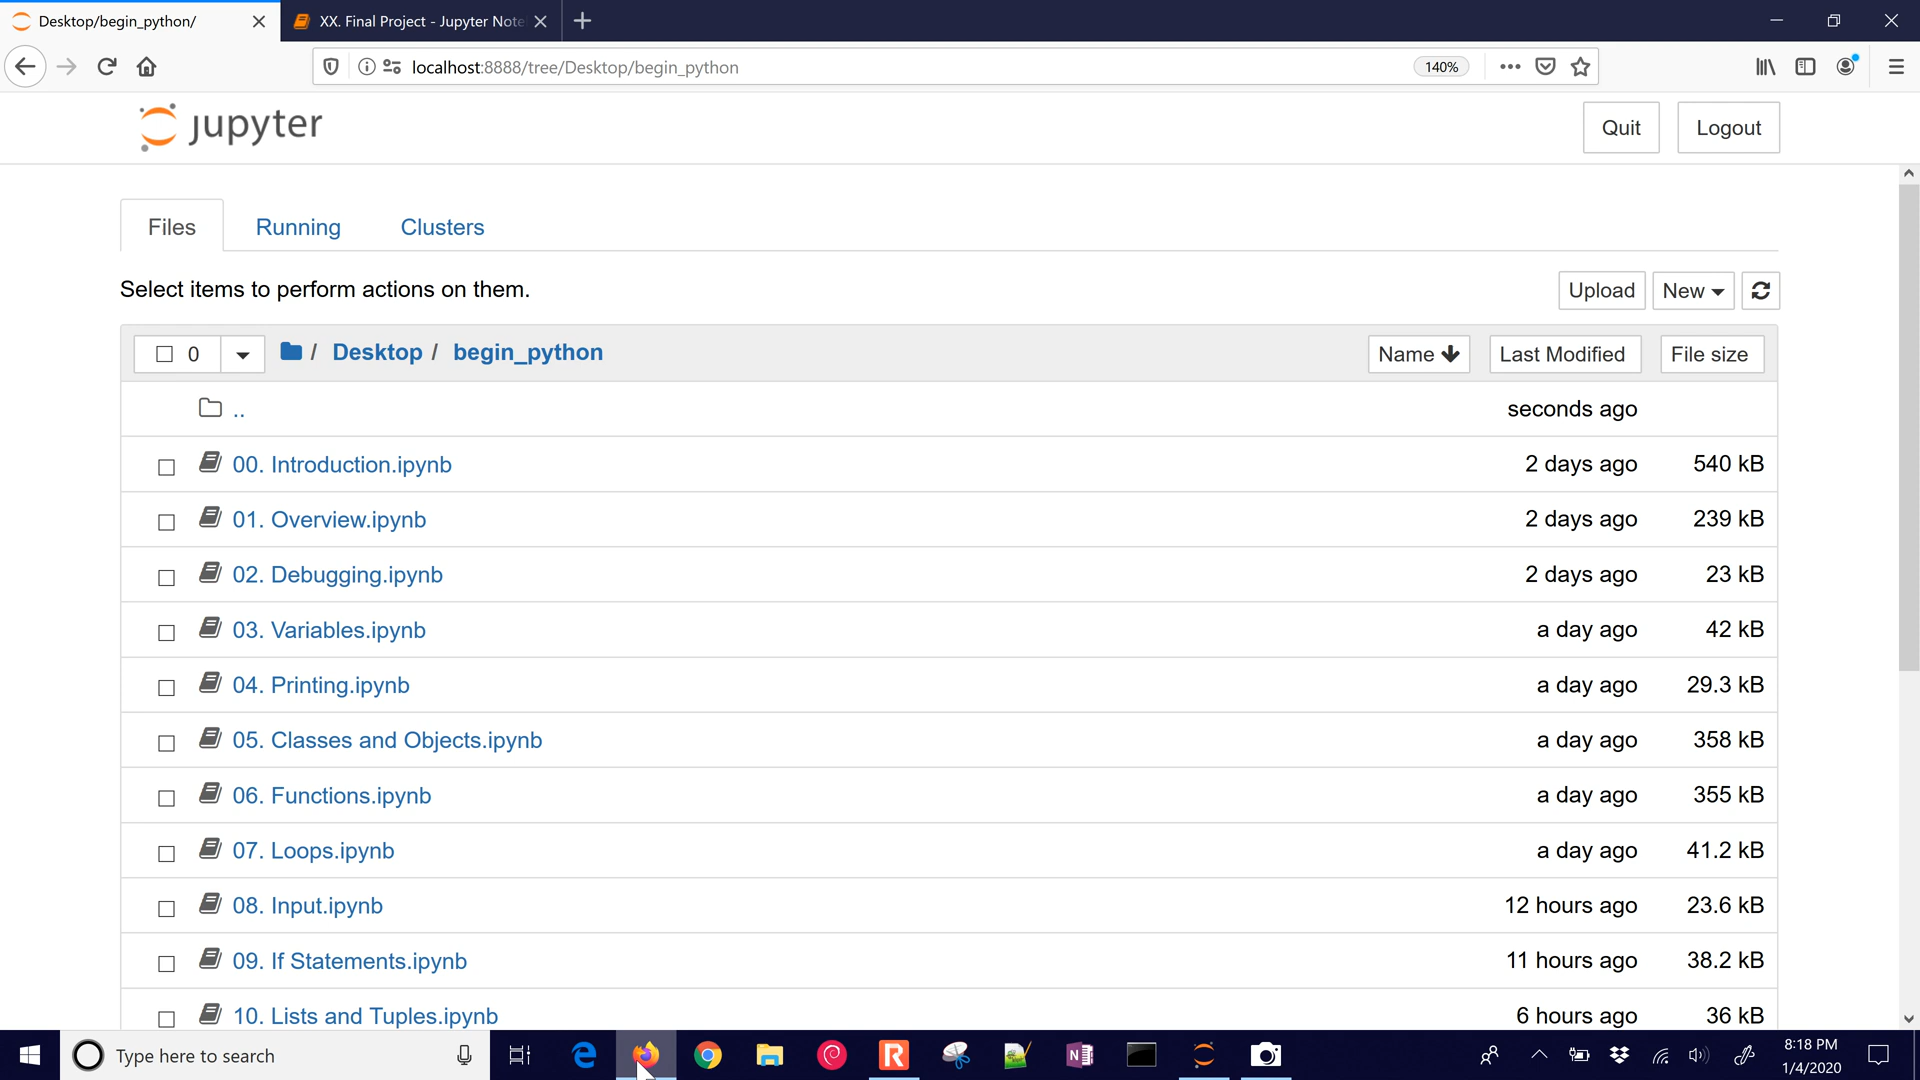 Desktop/begin_python/
XX. Final Project - Jupyter Note
localhost:8888/tree/Desktop/begin_python
140%
jupyter
Quit
Logout
Files
Running
Clusters
Select items to perform actions on them.
Upload
New
0
/ Desktop / begin_python
Name
Last Modified
File size
..
seconds ago
00. Introduction.ipynb
2 days ago
540 kB
01. Overview.ipynb
2 days ago
239 kB
02. Debugging.ipynb
2 days ago
23 kB
03. Variables.ipynb
a day ago
42 kB
04. Printing.ipynb
a day ago
29.3 kB
05. Classes and Objects.ipynb
a day ago
358 kB
06. Functions.ipynb
a day ago
355 kB
07. Loops.ipynb
a day ago
41.2 kB
08. Input.ipynb
12 hours ago
23.6 kB
09. If Statements.ipynb
11 hours ago
38.2 kB
10. Lists and Tuples.ipynb
6 hours ago
36 kB
Type here to search
R
N
8:18 PM
1/4/2020